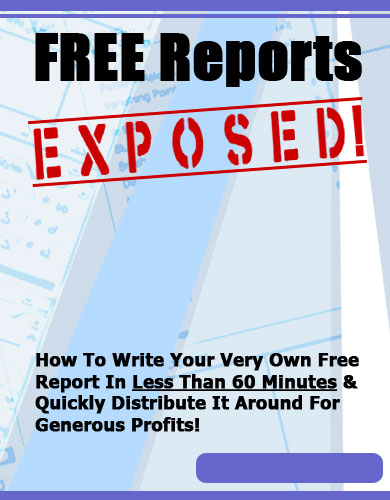 FREE Reports
EXPOSED!
How To Write Your Very Own Free
Report In Less Than 60 Minutes &
Quickly Distribute It Around For
Generous Profits!